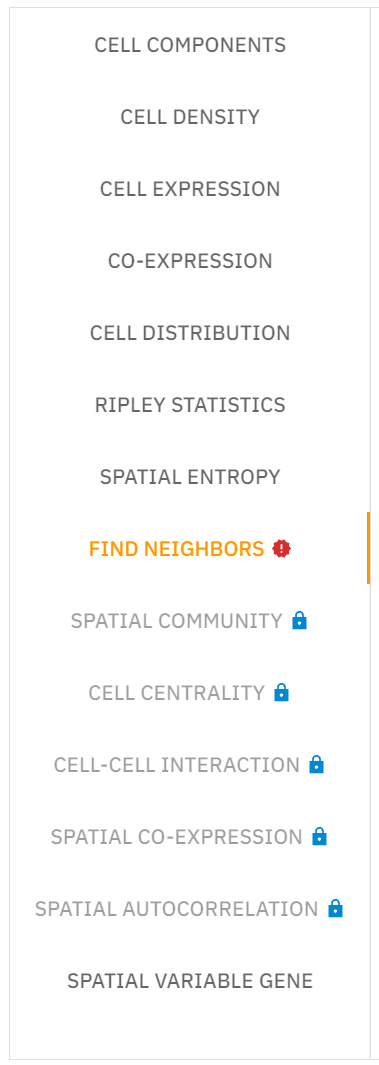 CELL COMPONENTS
CELL DENSITY
CELL EXPRESSION
CO-EXPRESSION
CELL DISTRIBUTION
RIPLEY STATISTICS
SPATIAL ENTROPY
FIND NEIGHBORS
SPATIAL COMMUNITY
CELL CENTRALITY
CELL-CELL INTERACTION
SPATIAL CO-EXPRESSION
SPATIAL AUTOCORRELATION
SPATIAL VARIABLE GENE